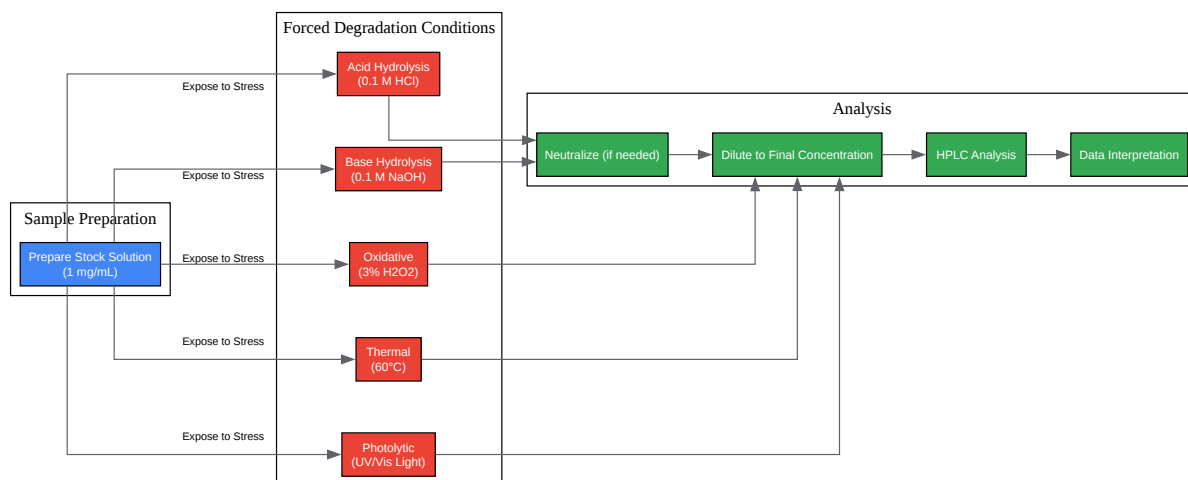 Sample Preparation
Prepare Stock Solution
(1 mg/mL)
Expose to Stress
Expose to Stress
Expose to Stress
Expose to Stress
Expose to Stress
Forced Degradation Conditions
Acid Hydrolysis
(0.1 M HCl)
Base Hydrolysis
(0.1 M NaOH)
Oxidative
(3% H2O2)
Thermal
(60°C)
Photolytic
(UV/Vis Light)
Analysis
Neutralize (if needed)
Dilute to Final Concentration
HPLC Analysis
Data Interpretation